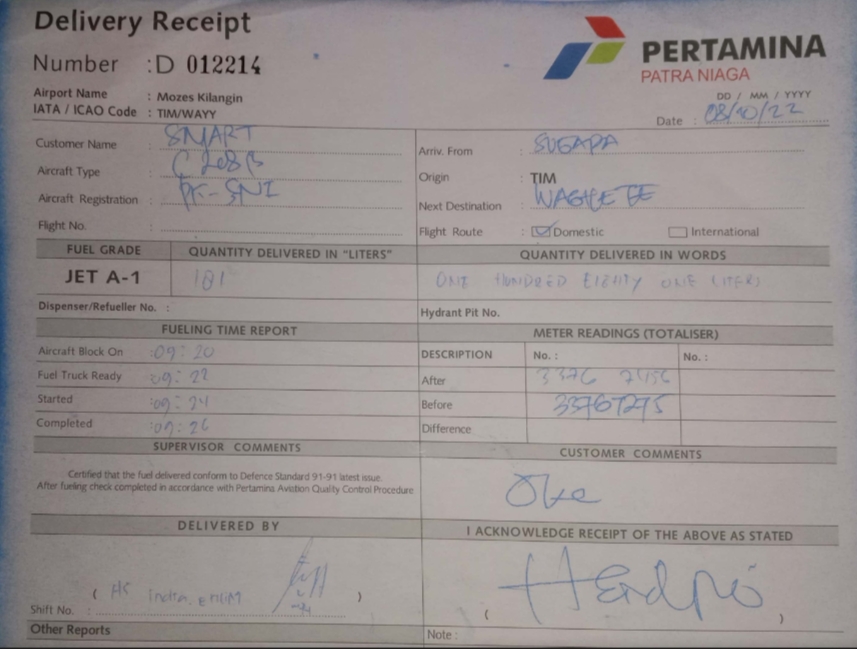 Delivery Receipt
Number : D 012214
PERTAMINA
PATRA NIAGA
Airport Name : Mozes Kilangin
IATA / ICAO Code : TIM/WAYY
DD / MM / YYYY
Date : 08/10/22
Customer Name : SMART
Aircraft Type : C 208 B
Aircraft Registration : PK-SNI
Flight No. :
Arriv. From : SUGAPA
Origin : TIM
Next Destination : WAGHETE
Flight Route : Domestic International
FUEL GRADE QUANTITY DELIVERED IN "LITERS" QUANTITY DELIVERED IN WORDS
JET A-1 181 ONE HUNDRED EIGHTY ONE LITER
Dispenser/Refueller No. : Hydrant Pit No.
FUELING TIME REPORT
Aircraft Block On : 09:20
Fuel Truck Ready : 09:22
Started : 09:24
Completed : 09:26
METER READINGS (TOTALISER)
DESCRIPTION No. : No. :
After 3376 7456
Before 33767275
Difference
SUPERVISOR COMMENTS
Certified that the fuel delivered conform to Defence Standard 91-91 latest issue.
After fueling check completed in accordance with Pertamina Aviation Quality Control Procedure
CUSTOMER COMMENTS
Oke
DELIVERED BY
( Indra, )
Shift No. :
I ACKNOWLEDGE RECEIPT OF THE ABOVE AS STATED
( )
Other Reports
Note :